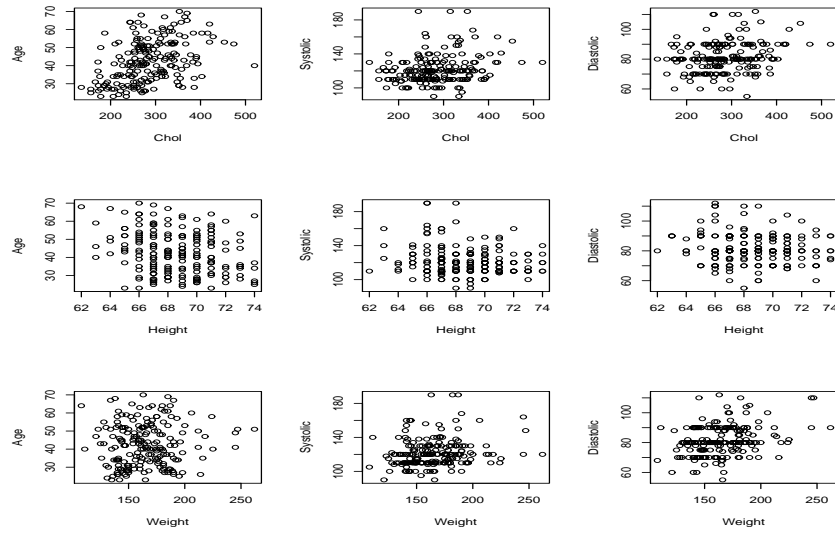 Age
30 40 50 60 70
200 300 400 500
Chol
Systolic
100 140 180
200 300 400 500
Chol
Diastolic
60 80 100
200 300 400 500
Chol
Age
30 40 50 60 70
62 64 66 68 70 72 74
Height
Systolic
100 140 180
62 64 66 68 70 72 74
Height
Diastolic
60 80 100
62 64 66 68 70 72 74
Height
Age
30 40 50 60 70
150 200 250
Weight
Systolic
100 140 180
150 200 250
Weight
Diastolic
60 80 100
150 200 250
Weight